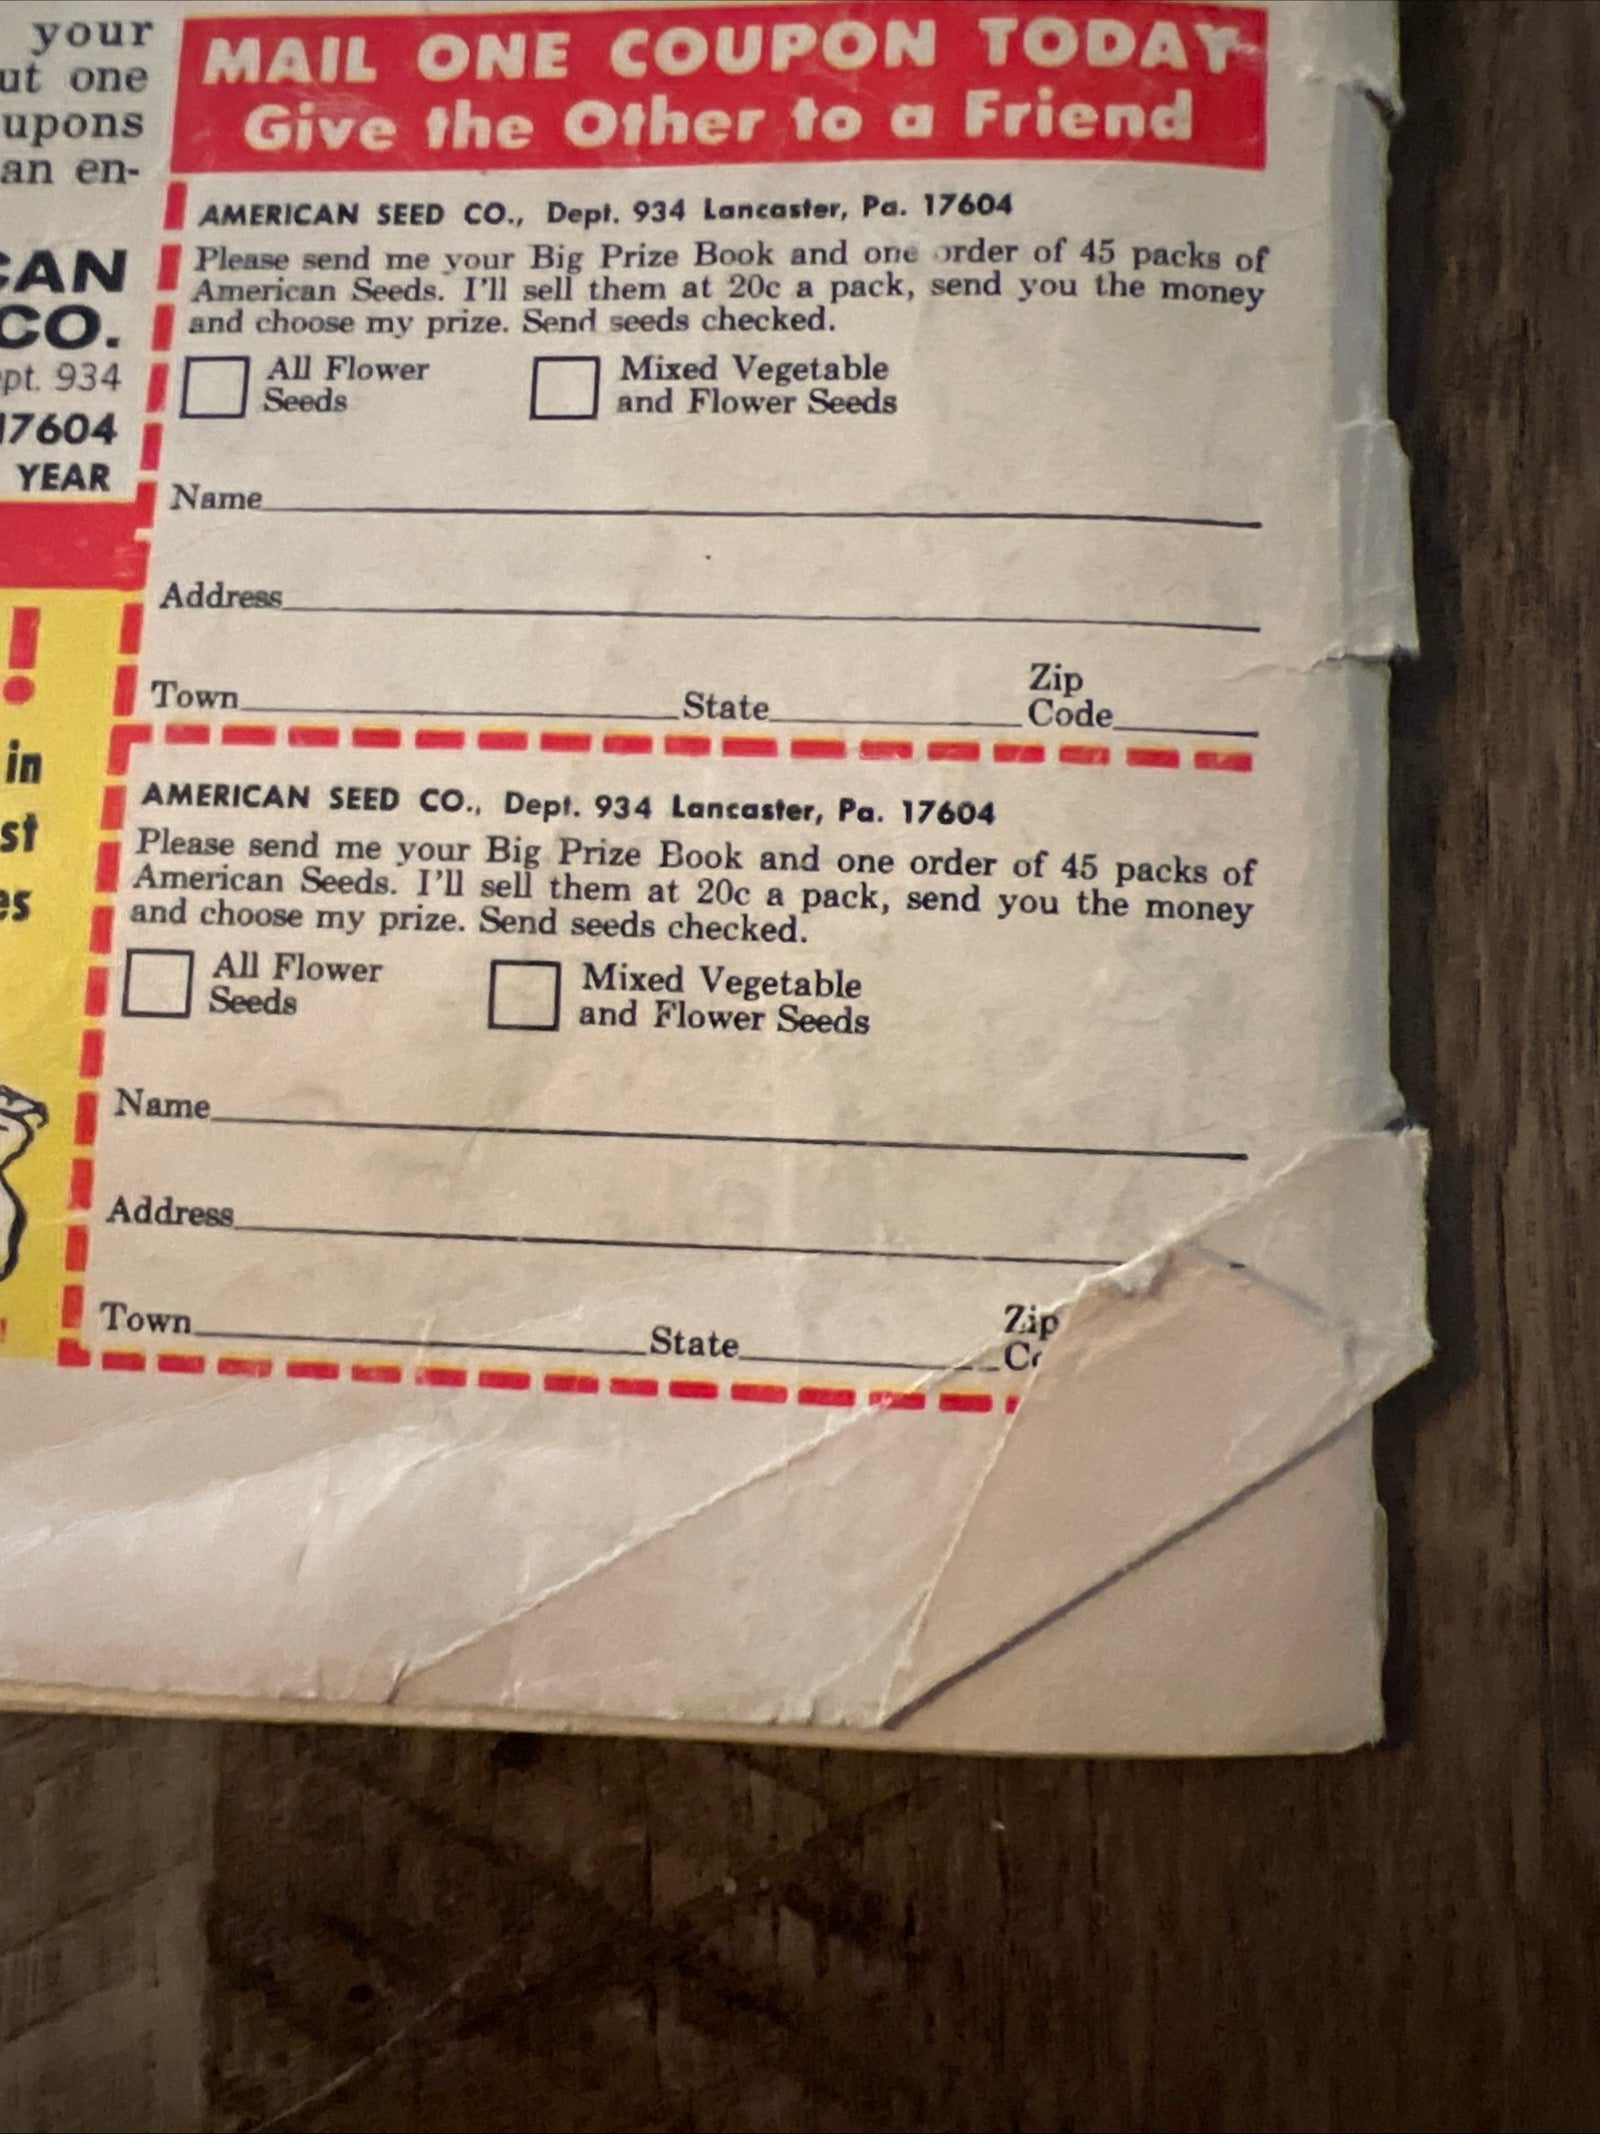 your
ut one
upons
an en-
CAN
CO.
pt. 934
17604
YEAR
!
in
st
es
!
MAIL ONE COUPON TODAY
Give the Other to a Friend
AMERICAN SEED CO., Dept. 934 Lancaster, Pa. 17604
Please send me your Big Prize Book and one order of 45 packs of
American Seeds. I'll sell them at 20c a pack, send you the money
and choose my prize. Send seeds checked.
All Flower
Seeds
Mixed Vegetable
and Flower Seeds
Name
Address
Town State Zip
Code
AMERICAN SEED CO., Dept. 934 Lancaster, Pa. 17604
Please send me your Big Prize Book and one order of 45 packs of
American Seeds. I'll sell them at 20c a pack, send you the money
and choose my prize. Send seeds checked.
All Flower
Seeds
Mixed Vegetable
and Flower Seeds
Name
Address
Town State Zip
Co